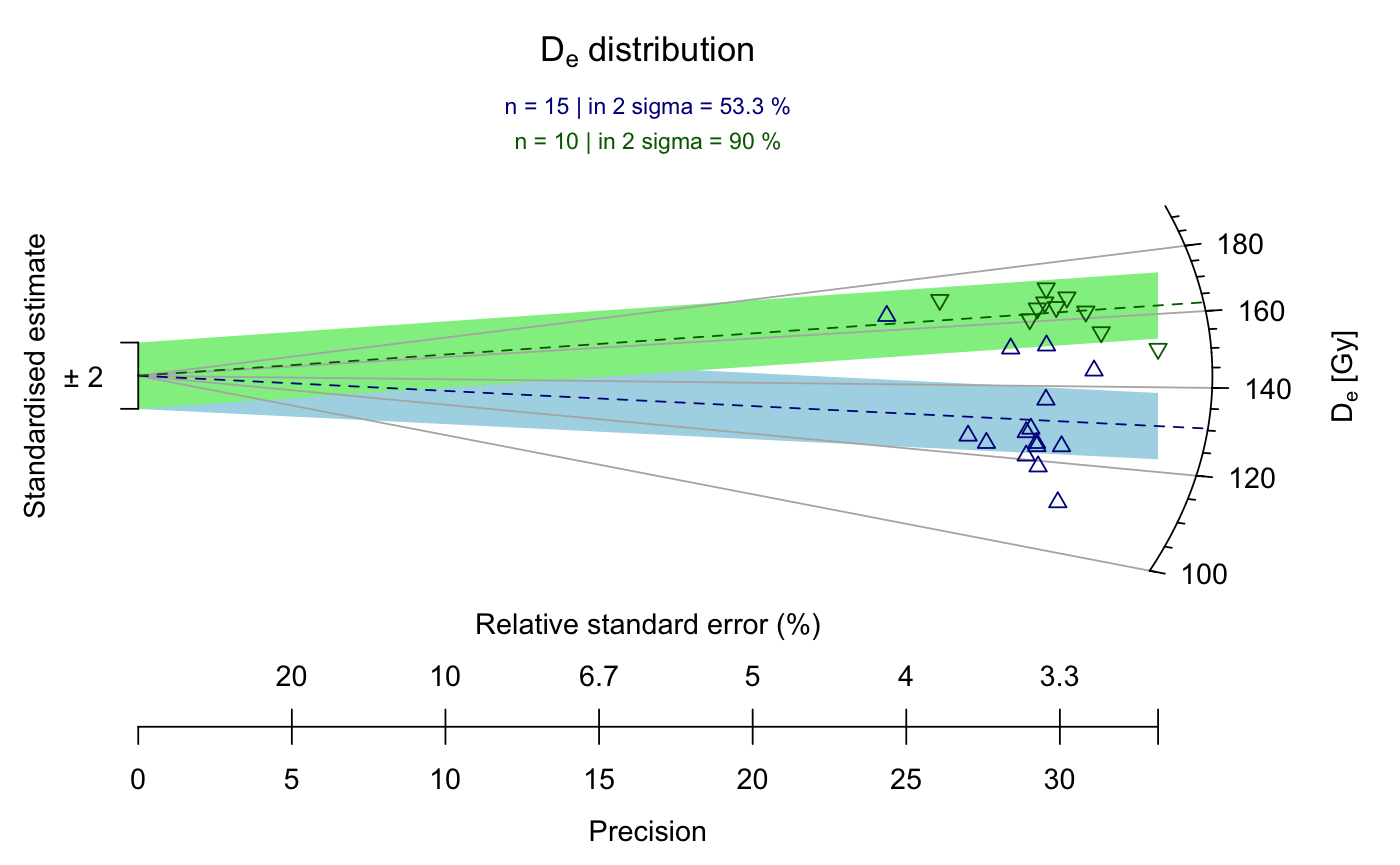 De distribution
n = 15 | in 2 sigma = 53.3 %
n = 10 | in 2 sigma = 90 %
Standardised estimate
± 2
180
160
140
120
100
De [Gy]
Relative standard error (%)
20 10 6.7 5 4 3.3
0 5 10 15 20 25 30
Precision